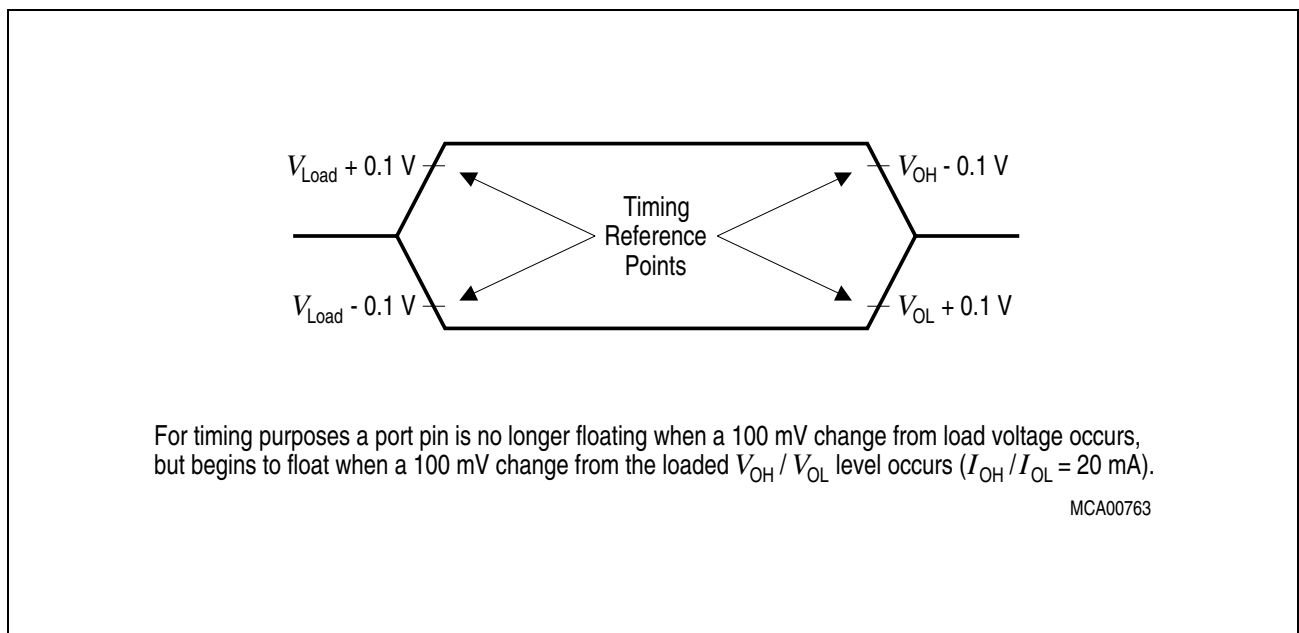 V_Load + 0.1 V
V_OH - 0.1 V
Timing
Reference
Points
V_Load - 0.1 V
V_OL + 0.1 V
For timing purposes a port pin is no longer floating when a 100 mV change from load voltage occurs,
but begins to float when a 100 mV change from the loaded V_OH / V_OL level occurs (I_OH / I_OL = 20 mA).
MCA00763